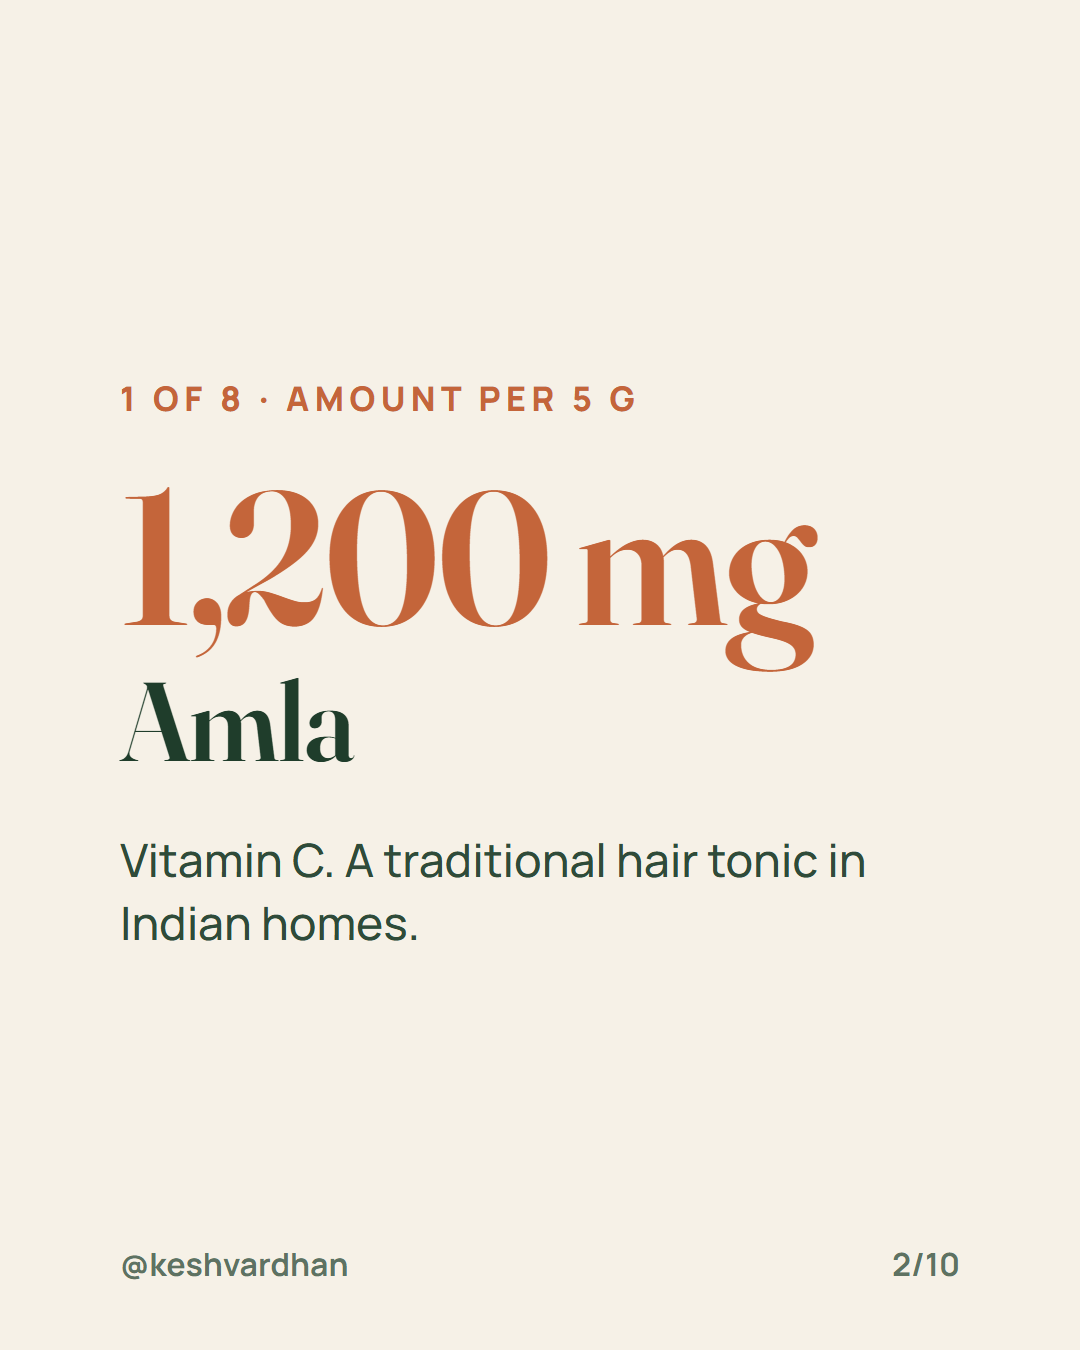 1 OF 8 · AMOUNT PER 5 G
1,200 mg
Amla
Vitamin C. A traditional hair tonic in
Indian homes.
@keshvardhan
2/10